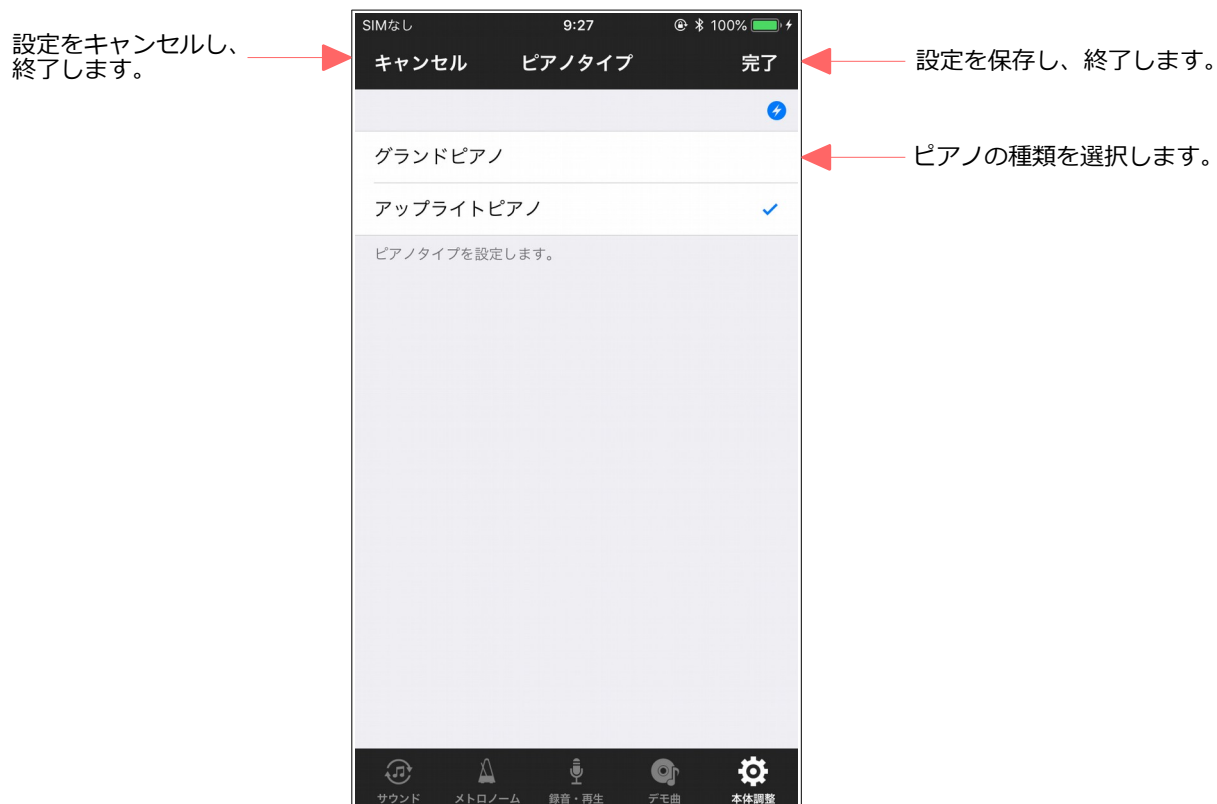 SIMなし 9:27 100%
設定をキャンセルし、
終了します。
キャンセル ピアノタイプ 完了
設定を保存し、終了します。
グランドピアノ
ピアノの種類を選択します。
アップライトピアノ
ピアノタイプを設定します。
サウンド メトロノーム 録音・再生 デモ曲 本体調整